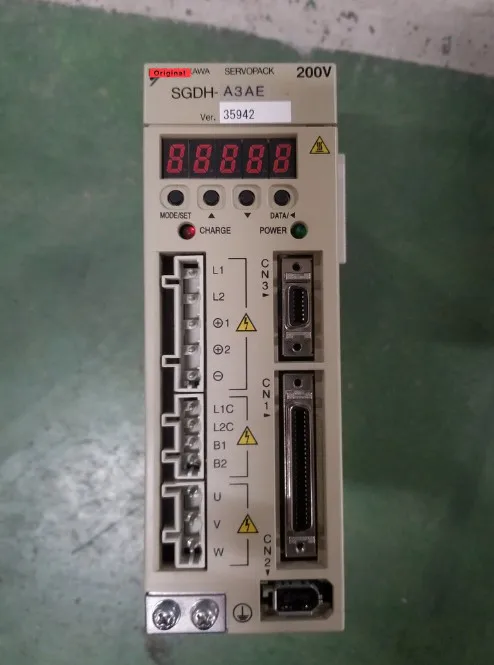 Original AWA SERVOPACK 200V
SGDH- A3AE
Ver. 35942
88888
MODE/SET ▲ ▼ DATA/◀
CHARGE POWER
CN3
L1
L2
⊕1
⊕2
⊖
CN1
L1C
L2C
B1
B2
U
V
W
CN2